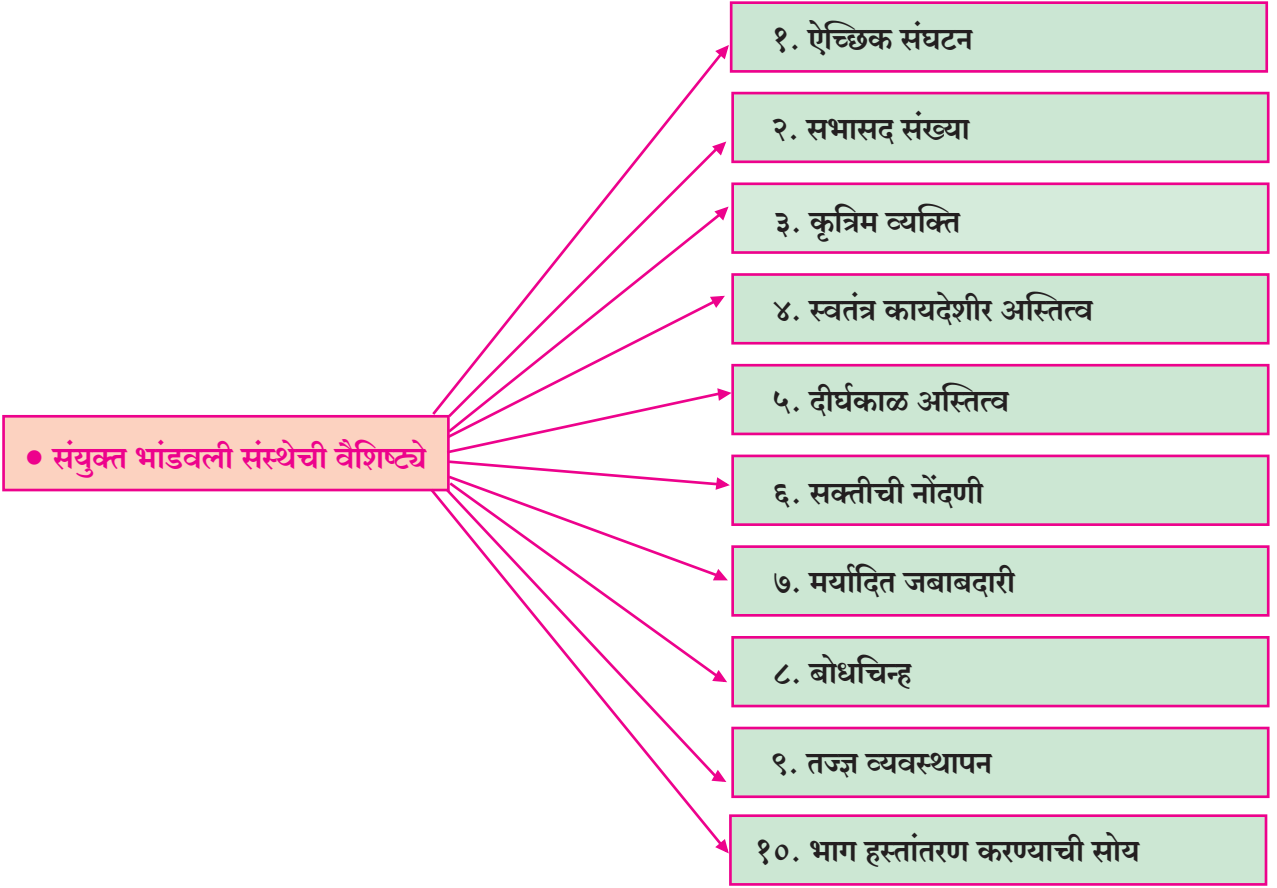 १. ऐच्छिक संघटन
२. सभासद संख्या
३. कृत्रिम व्यक्ति
४. स्वतंत्र कायदेशीर अस्तित्व
५. दीर्घकाळ अस्तित्व
• संयुक्त भांडवली संस्थेची वैशिष्ट्ये
६. सक्तीची नोंदणी
७. मर्यादित जबाबदारी
८. बोधचिन्ह
९. तज्ज्ञ व्यवस्थापन
१०. भाग हस्तांतरण करण्याची सोय